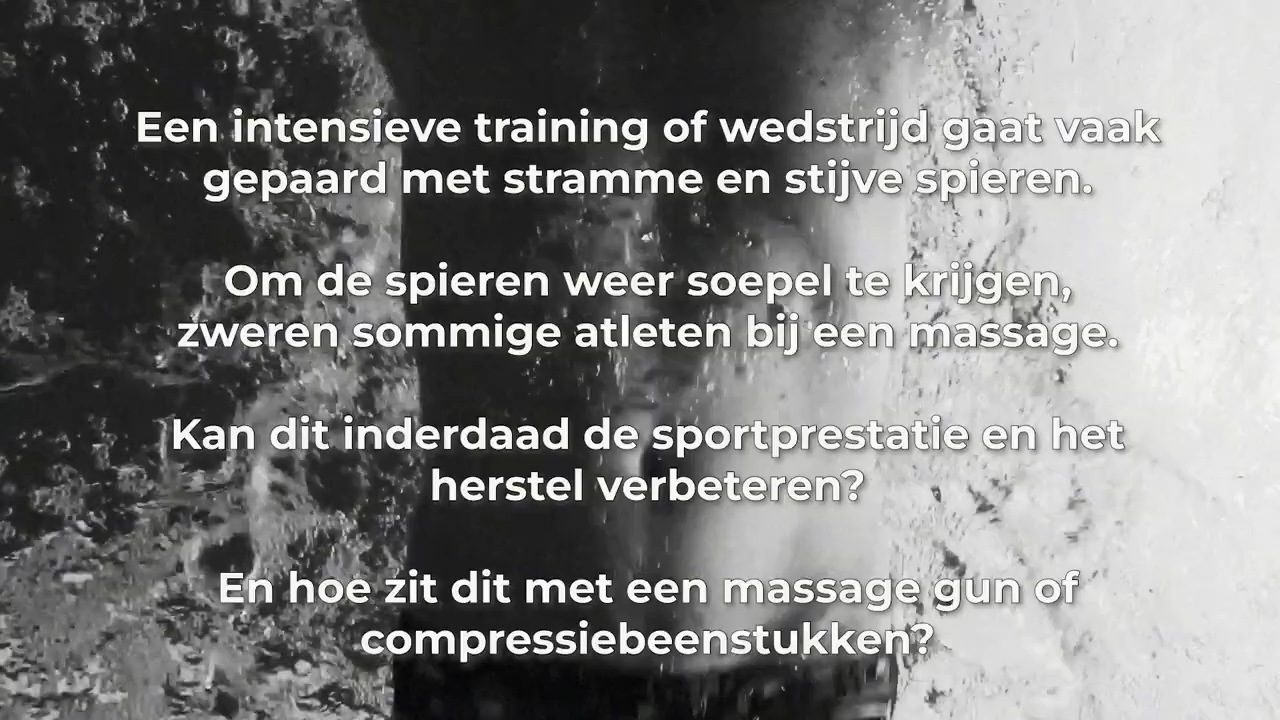 Een intensieve training of wedstrijd gaat vaak
gepaard met stramme en stijve spieren.
Om de spieren weer soepel te krijgen,
zweren sommige atleten bij een massage.
Kan dit inderdaad de sportprestatie en het
herstel verbeteren?
En hoe zit dit met een massage gun of
compressiebeenstukken?